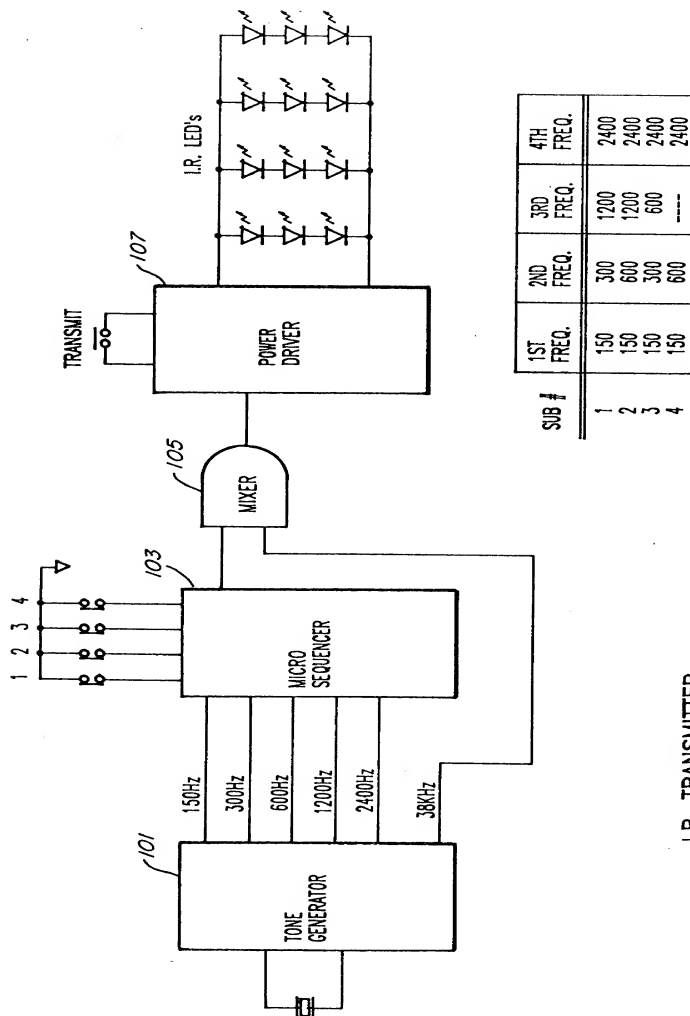 1 2 3 4
TRANSMIT
I.R. LED's
101
TONE
GENERATOR
150Hz
300Hz
600Hz
1200Hz
2400Hz
38KHz
103
MICRO
SEQUENCER
105
MIXER
107
POWER
DRIVER
SUB # 1ST FREQ. 2ND FREQ. 3RD FREQ. 4TH FREQ.
1 150 300 1200 2400
2 150 600 1200 2400
3 150 300 600 2400
4 150 600 ---- 2400
I.R. TRANSMITTER